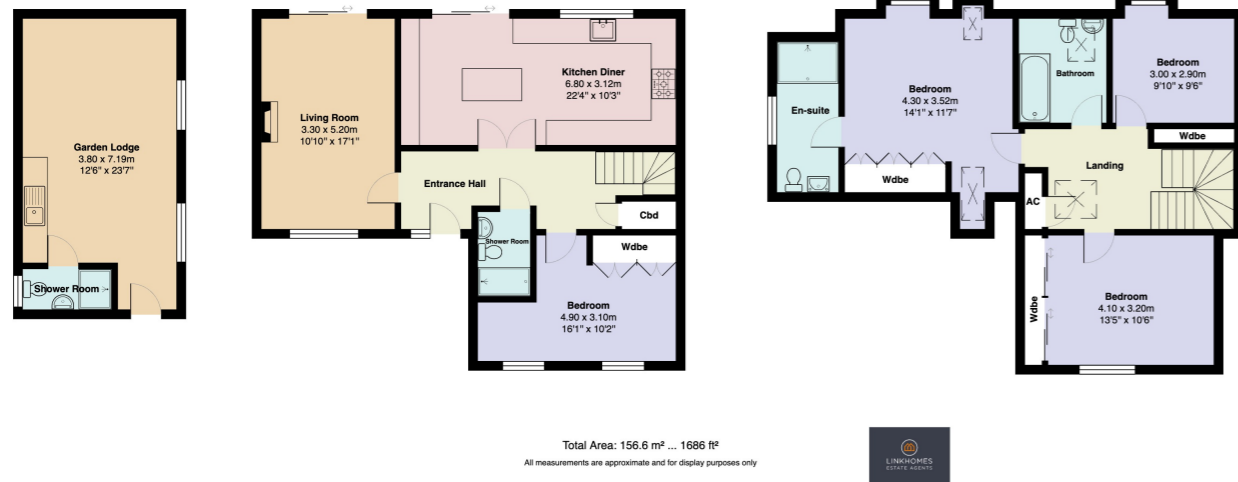 Garden Lodge
3.80 x 7.19m
12'6" x 23'7"
Shower Room
Living Room
3.30 x 5.20m
10'10" x 17'1"
Kitchen Diner
6.80 x 3.12m
22'4" x 10'3"
Entrance Hall
Shower Room
Cbd
Wdbe
Bedroom
4.90 x 3.10m
16'1" x 10'2"
En-suite
Bedroom
4.30 x 3.52m
14'1" x 11'7"
Wdbe
Bathroom
Bedroom
3.00 x 2.90m
9'10" x 9'6"
Wdbe
Landing
AC
Wdbe
Bedroom
4.10 x 3.20m
13'5" x 10'6"
Total Area: 156.6 m² ... 1686 ft²
All measurements are approximate and for display purposes only
LINKHOMES
ESTATE AGENTS